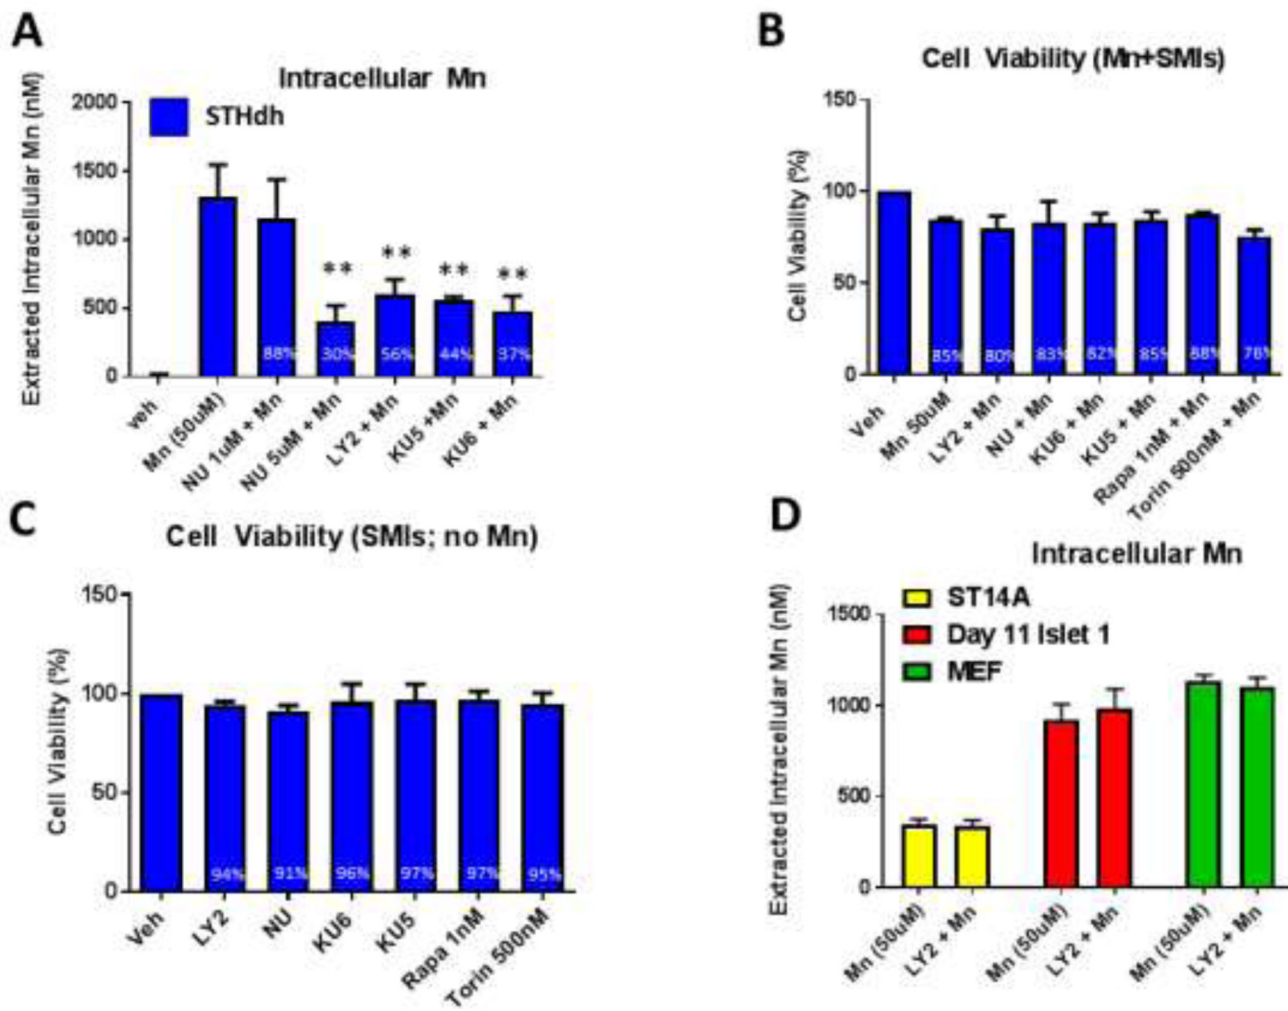 A
Intracellular Mn
Extracted Intracellular Mn (nM)
2000
1500
1000
500
0
STHdh
** ** ** **
88% 30% 56% 44% 37%
veh
Mn (50uM)
NU 1uM + Mn
NU 5uM + Mn
LY2 + Mn
KU5 +Mn
KU6 + Mn
B
Cell Viability (Mn+SMIs)
Cell Viability (%)
150
100
50
0
85% 80% 83% 82% 85% 88% 76%
Veh
Mn 50uM
LY2 + Mn
NU + Mn
KU6 + Mn
KU5 + Mn
Rapa 1nM + Mn
Torin 500nM + Mn
C
Cell Viability (SMIs; no Mn)
Cell Viability (%)
150
100
50
0
94% 91% 96% 97% 97% 95%
Veh
LY2
NU
KU6
KU5
Rapa 1nM
Torin 500nM
D
Intracellular Mn
Extracted Intracellular Mn (nM)
1500
1000
500
0
ST14A
Day 11 Islet 1
MEF
Mn (50uM)
LY2 + Mn
Mn (50uM)
LY2 + Mn
Mn (50uM)
LY2 + Mn